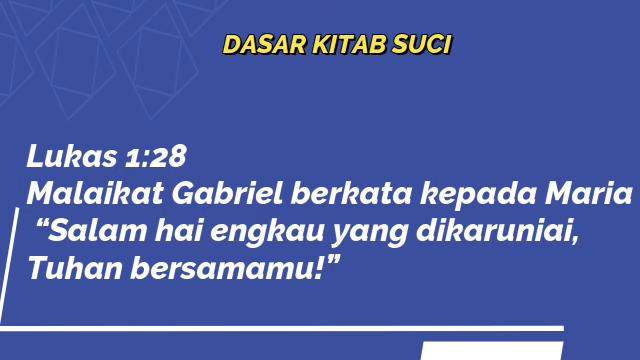 DASAR KITAB SUCI
Lukas 1:28
Malaikat Gabriel berkata kepada Maria
“Salam hai engkau yang dikaruniai,
Tuhan bersamamu!”